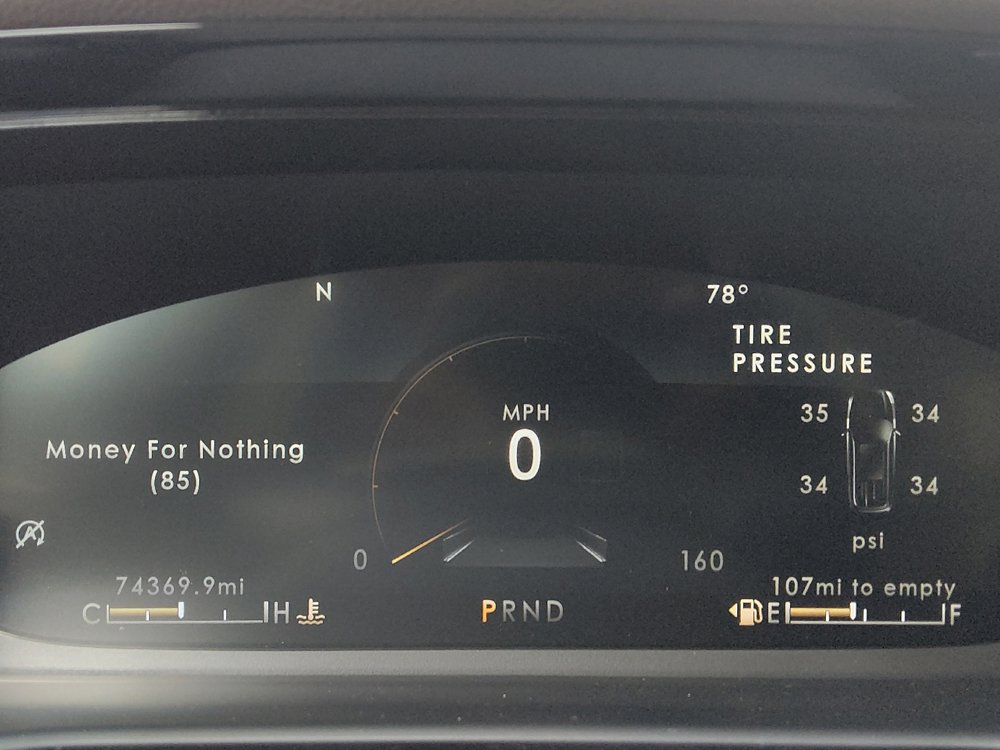 N
78°
TIRE
PRESSURE
35 34
MPH
0
Money For Nothing
(85)
34 34
A
psi
0
160
74369.9mi
107mi to empty
C H
PRND
E F